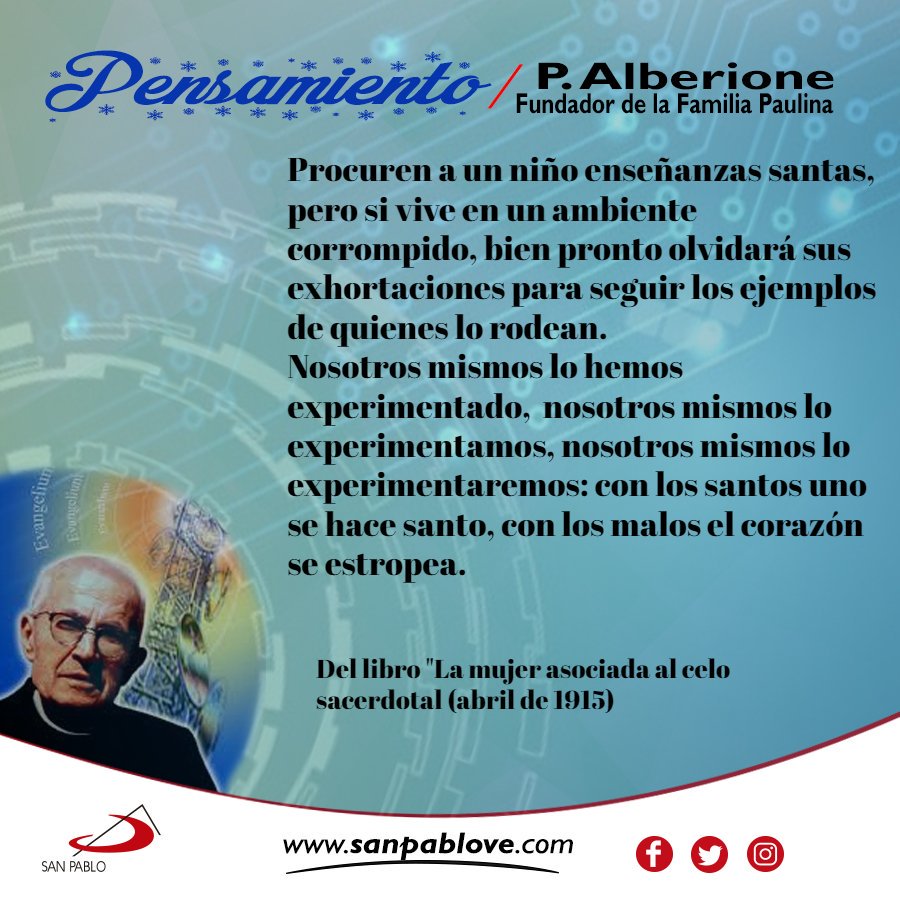 Pensamiento / P. Alberione
Fundador de la Familia Paulina
Procuren a un niño enseñanzas santas,
pero si vive en un ambiente
corrompido, bien pronto olvidará sus
exhortaciones para seguir los ejemplos
de quienes lo rodean.
Nosotros mismos lo hemos
experimentado, nosotros mismos lo
experimentamos, nosotros mismos lo
experimentaremos: con los santos uno
se hace santo, con los malos el corazón
se estropea.
Evangelium
Evangelium
Del libro "La mujer asociada al celo
sacerdotal (abril de 1915)
SAN PABLO
www.sanpablove.com